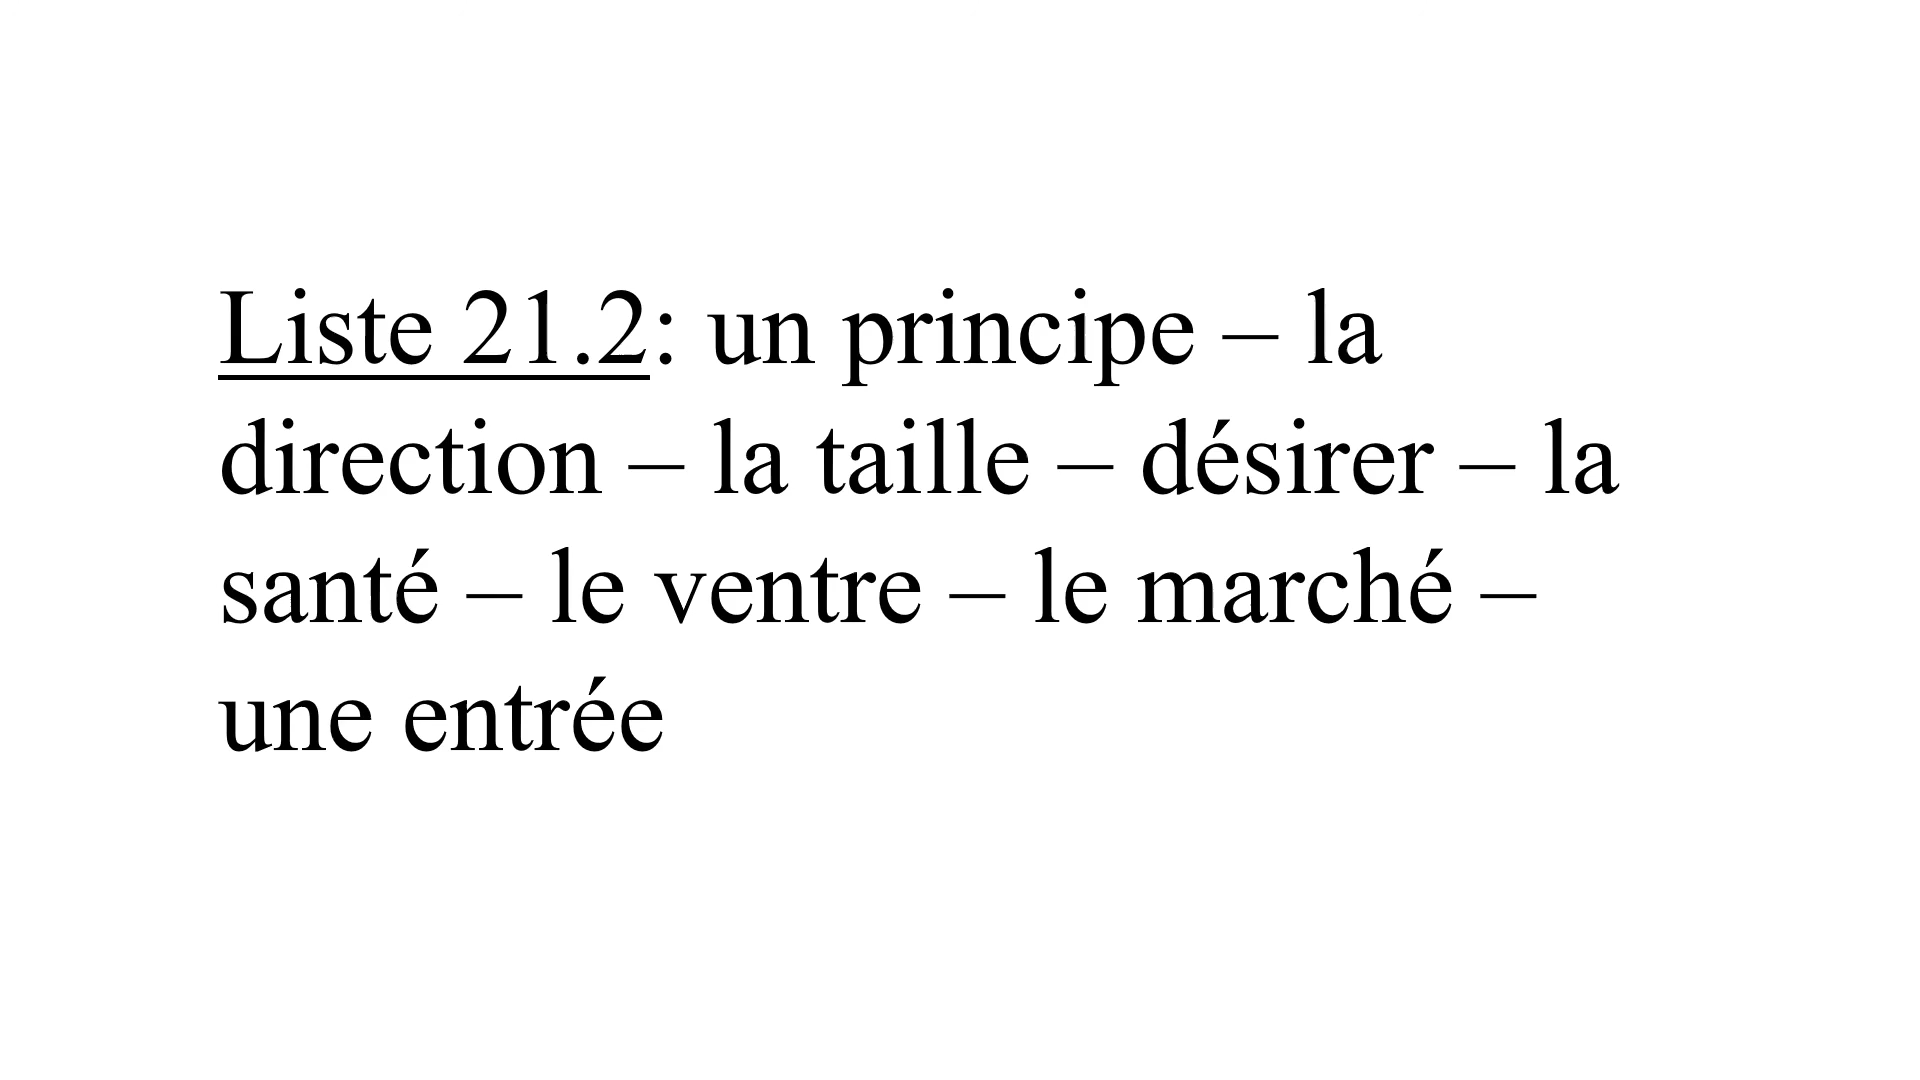 Liste 21.2: un principe – la
direction – la taille – désirer – la
santé – le ventre – le marché –
une entrée